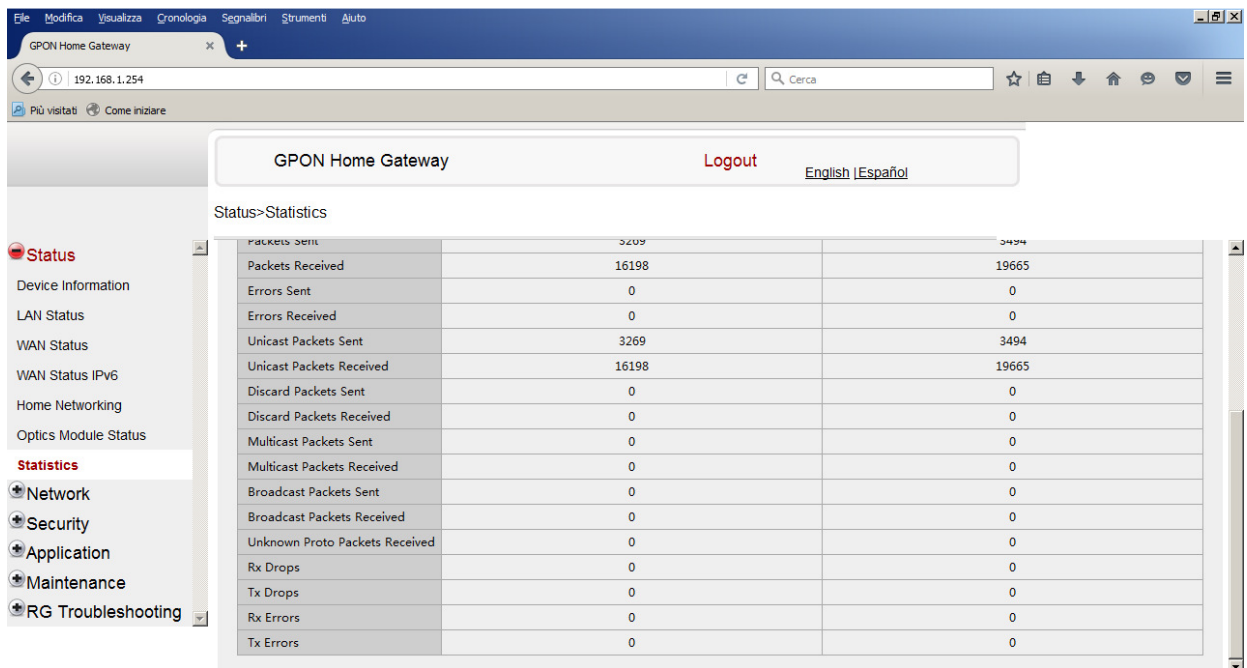 File Modifica Visualizza Cronologia Segnalibri Strumenti Aiuto
GPON Home Gateway
192.168.1.254
Cerca
Più visitati Come iniziare
GPON Home Gateway Logout English | Español
Status>Statistics
Status
Device Information
LAN Status
WAN Status
WAN Status IPv6
Home Networking
Optics Module Status
Statistics
Network
Security
Application
Maintenance
RG Troubleshooting
Packets Sent 3269 3494
Packets Received 16198 19665
Errors Sent 0 0
Errors Received 0 0
Unicast Packets Sent 3269 3494
Unicast Packets Received 16198 19665
Discard Packets Sent 0 0
Discard Packets Received 0 0
Multicast Packets Sent 0 0
Multicast Packets Received 0 0
Broadcast Packets Sent 0 0
Broadcast Packets Received 0 0
Unknown Proto Packets Received 0 0
Rx Drops 0 0
Tx Drops 0 0
Rx Errors 0 0
Tx Errors 0 0